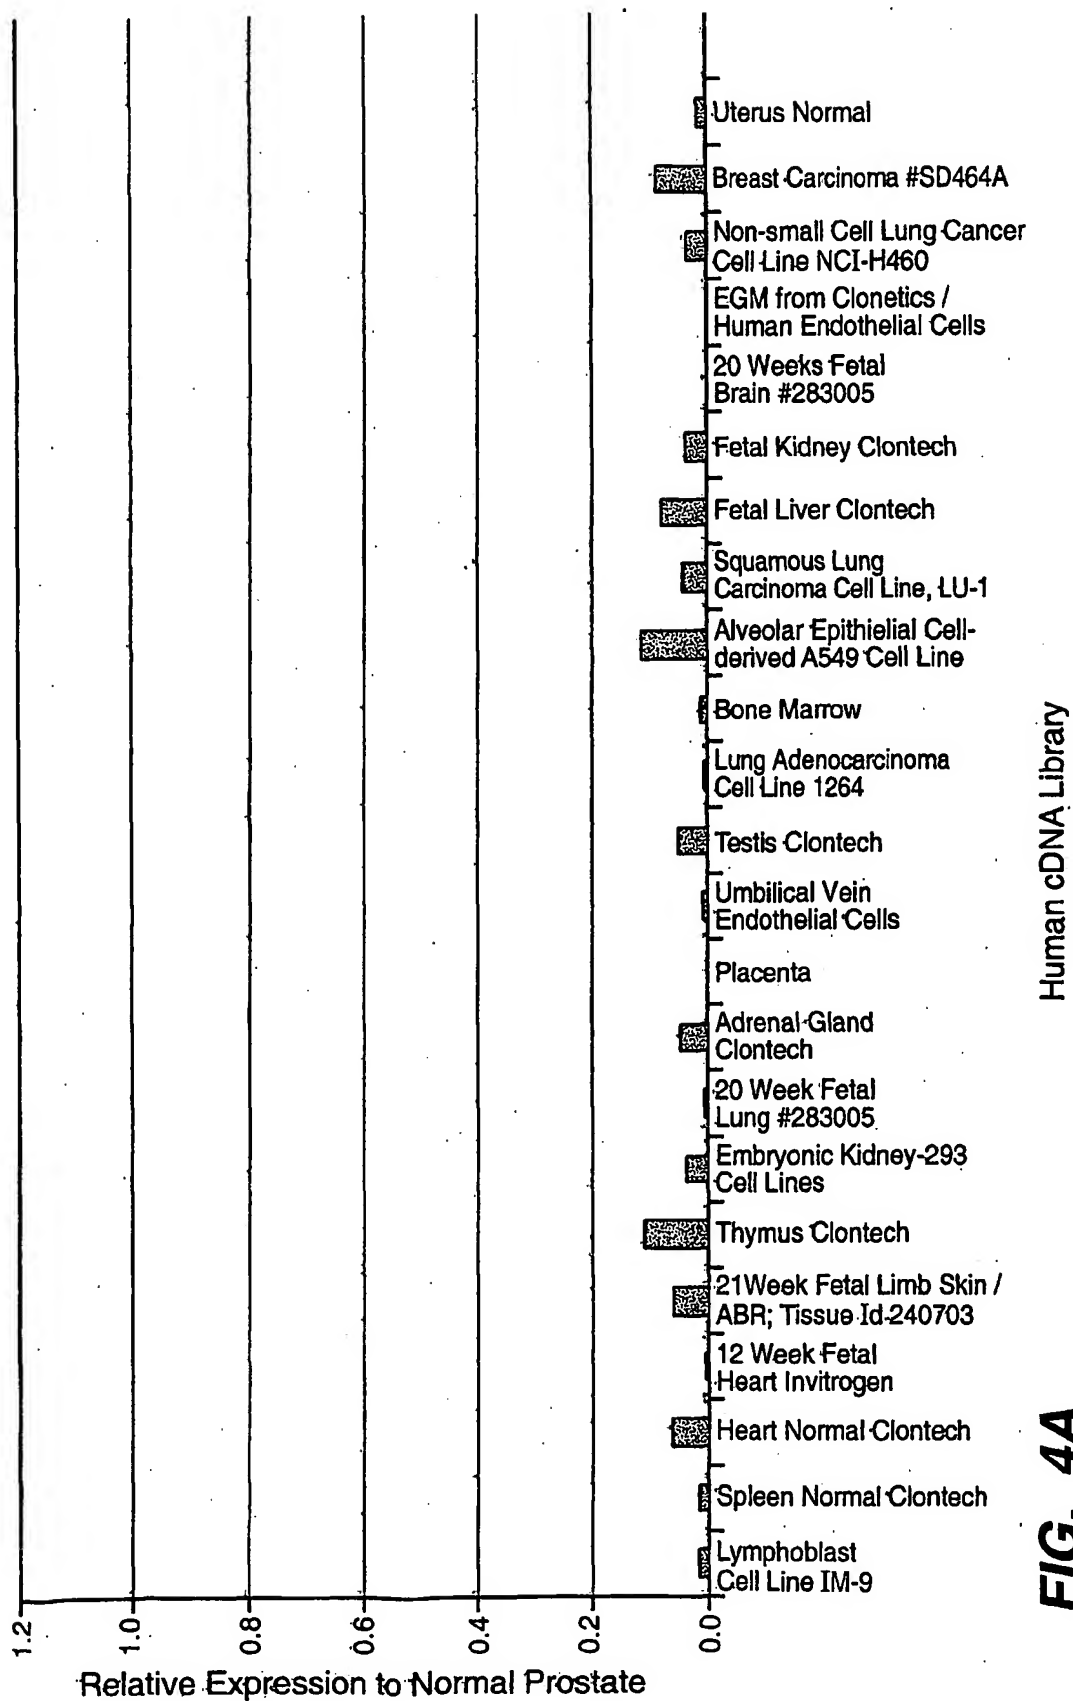 Uterus Normal
Breast Carcinoma #SD464A
Non-small Cell Lung Cancer
Cell Line NCI-H460
EGM from Clonetics /
Human Endothelial Cells
20 Weeks Fetal
Brain #283005
Fetal Kidney Clontech
Fetal Liver Clontech
Squamous Lung
Carcinoma Cell Line, LU-1
Alveolar Epithielial Cell-
derived A549 Cell Line
Bone Marrow
Lung Adenocarcinoma
Cell Line 1264
Testis Clontech
Umbilical Vein
Endothelial Cells
Placenta
Adrenal Gland
Clontech
20 Week Fetal
Lung #283005
Embryonic Kidney-293
Cell Lines
Thymus Clontech
21Week Fetal Limb Skin /
ABR; Tissue Id-240703
12 Week Fetal
Heart Invitrogen
Heart Normal Clontech
Spleen Normal Clontech
Lymphoblast
Cell Line IM-9
1.2
1.0
0.8
0.6
0.4
0.2
0.0
Relative Expression to Normal Prostate
Human cDNA Library
FIG._4A